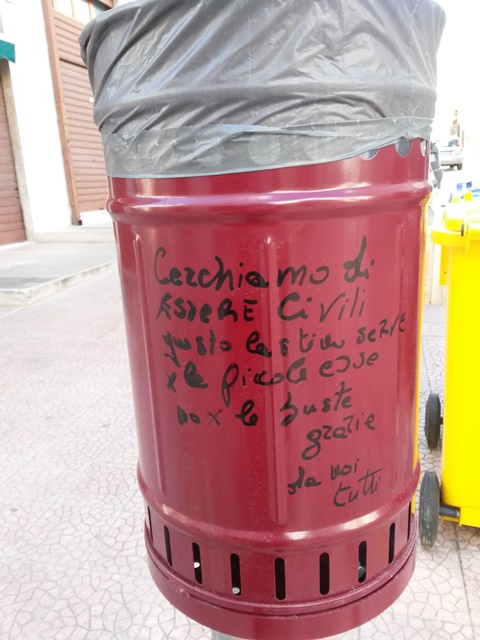 Cerchiamo di
ESSERE Civili
questo cestino serve
x le piccole cose
no x le buste
grazie
da noi
tutti